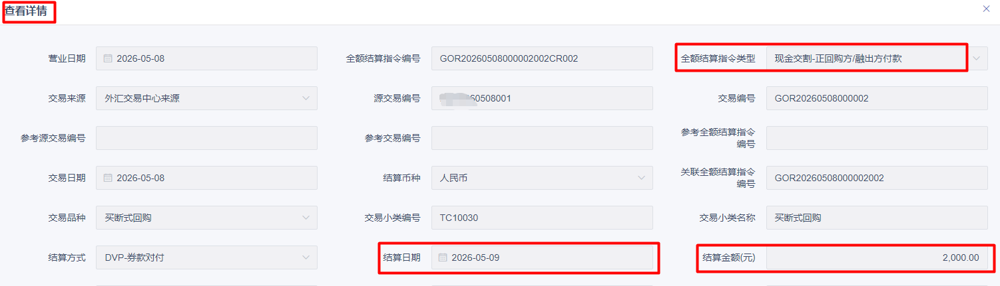 查看详情
营业日期 2026-05-08 全额结算指令编号 GOR20260508000002002CR002 全额结算指令类型 现金交割-正回购方/融出方付款
交易来源 外汇交易中心来源 源交易编号 60508001 交易编号 GOR20260508000002
参考源交易编号 参考交易编号 参考全额结算指令
编号
交易日期 2026-05-08 结算币种 人民币 关联全额结算指令 GOR20260508000002002
编号
交易品种 买断式回购 交易小类编号 TC10030 交易小类名称 买断式回购
结算方式 DVP-券款对付 结算日期 2026-05-09 结算金额(元) 2,000.00